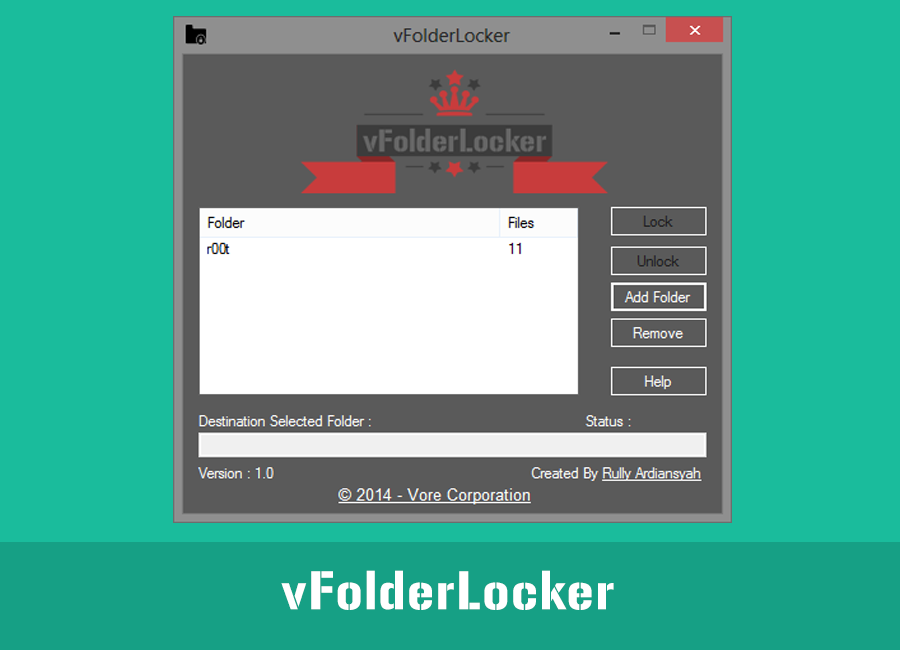 vFolderLocker
vFolderLocker
Folder Files
r00t 11
Lock
Unlock
Add Folder
Remove
Help
Destination Selected Folder : Status :
Version : 1.0 Created By Rully Ardiansyah
© 2014 - Vore Corporation
vFolderLocker